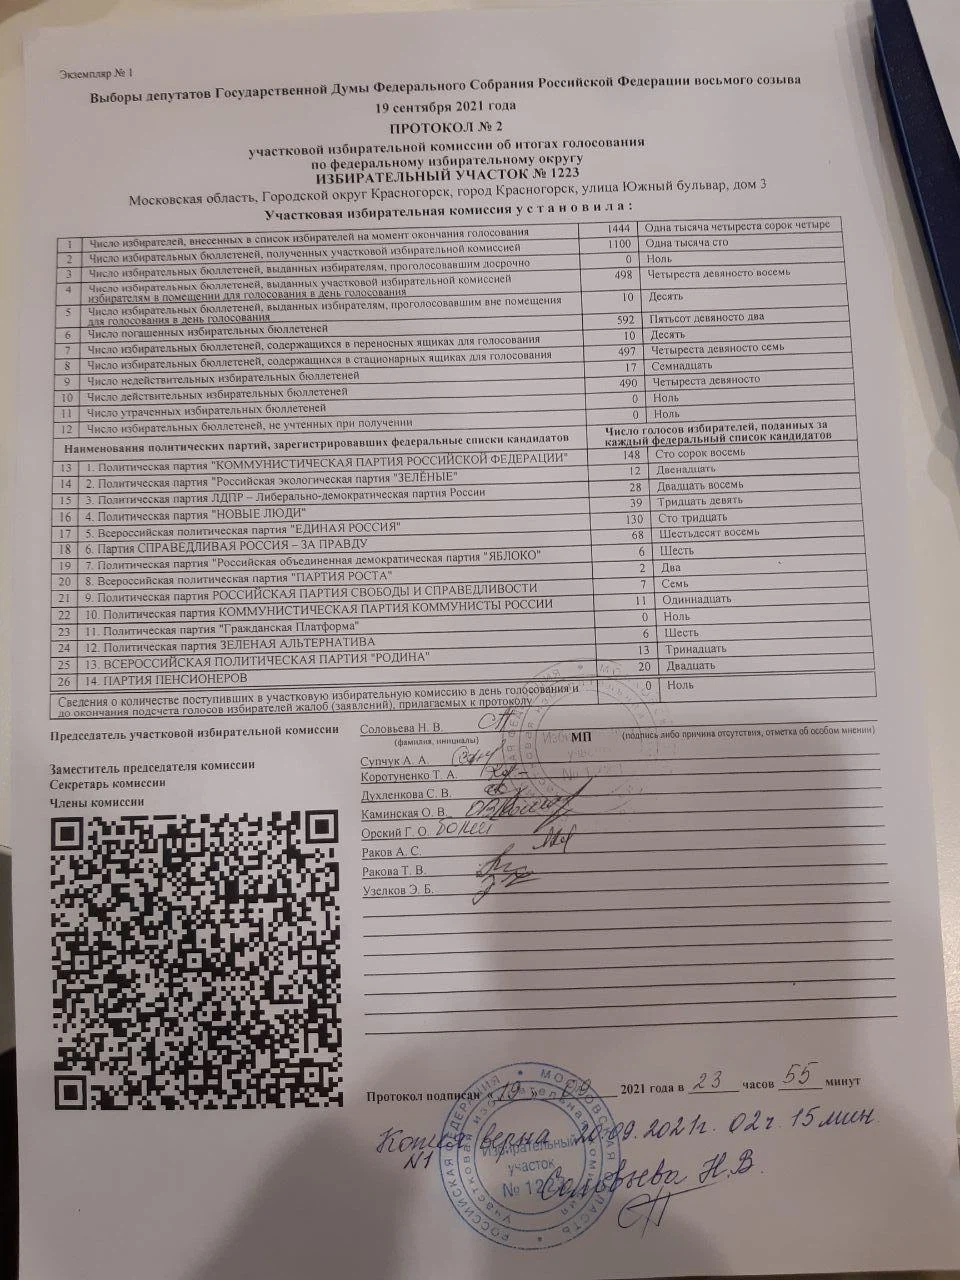 Экземпляр № 1
Выборы депутатов Государственной Думы Федерального Собрания Российской Федерации восьмого созыва
19 сентября 2021 года
ПРОТОКОЛ № 2
участковой избирательной комиссии об итогах голосования
по федеральному избирательному округу
ИЗБИРАТЕЛЬНЫЙ УЧАСТОК № 1223
Московская область, Городской округ Красногорск, город Красногорск, улица Южный бульвар, дом 3
Участковая избирательная комиссия у с т а н о в и л а :
1 Число избирателей, внесенных в список избирателей на момент окончания голосования 1444 Одна тысяча четыреста сорок четыре
2 Число избирательных бюллетеней, полученных участковой избирательной комиссией 1100 Одна тысяча сто
3 Число избирательных бюллетеней, выданных избирателям, проголосовавшим досрочно 0 Ноль
4 Число избирательных бюллетеней, выданных участковой избирательной комиссией 498 Четыреста девяносто восемь
избирателям в помещении для голосования в день голосования
5 Число избирательных бюллетеней, выданных избирателям, проголосовавшим вне помещения 10 Десять
для голосования в день голосования
6 Число погашенных избирательных бюллетеней 592 Пятьсот девяносто два
7 Число избирательных бюллетеней, содержащихся в переносных ящиках для голосования 10 Десять
8 Число избирательных бюллетеней, содержащихся в стационарных ящиках для голосования 497 Четыреста девяносто семь
9 Число недействительных избирательных бюллетеней 17 Семнадцать
10 Число действительных избирательных бюллетеней 490 Четыреста девяносто
11 Число утраченных избирательных бюллетеней 0 Ноль
12 Число избирательных бюллетеней, не учтенных при получении 0 Ноль
Наименования политических партий, зарегистрировавших федеральные списки кандидатов Число голосов избирателей, поданных за
каждый федеральный список кандидатов
13 1. Политическая партия "КОММУНИСТИЧЕСКАЯ ПАРТИЯ РОССИЙСКОЙ ФЕДЕРАЦИИ" 148 Сто сорок восемь
14 2. Политическая партия "Российская экологическая партия "ЗЕЛЁНЫЕ" 12 Двенадцать
15 3. Политическая партия ЛДПР – Либерально-демократическая партия России 28 Двадцать восемь
16 4. Политическая партия "НОВЫЕ ЛЮДИ" 39 Тридцать девять
17 5. Всероссийская политическая партия "ЕДИНАЯ РОССИЯ" 130 Сто тридцать
18 6. Партия СПРАВЕДЛИВАЯ РОССИЯ – ЗА ПРАВДУ 68 Шестьдесят восемь
19 7. Политическая партия "Российская объединенная демократическая партия "ЯБЛОКО" 6 Шесть
20 8. Всероссийская политическая партия "ПАРТИЯ РОСТА" 2 Два
21 9. Политическая партия РОССИЙСКАЯ ПАРТИЯ СВОБОДЫ И СПРАВЕДЛИВОСТИ 7 Семь
22 10. Политическая партия КОММУНИСТИЧЕСКАЯ ПАРТИЯ КОММУНИСТЫ РОССИИ 11 Одиннадцать
23 11. Политическая партия "Гражданская Платформа" 0 Ноль
24 12. Политическая партия ЗЕЛЕНАЯ АЛЬТЕРНАТИВА 6 Шесть
25 13. ВСЕРОССИЙСКАЯ ПОЛИТИЧЕСКАЯ ПАРТИЯ "РОДИНА" 13 Тринадцать
26 14. ПАРТИЯ ПЕНСИОНЕРОВ 20 Двадцать
Сведения о количестве поступивших в участковую избирательную комиссию в день голосования и 0 Ноль
до окончания подсчета голосов избирателей жалоб (заявлений), прилагаемых к протоколу
Председатель участковой избирательной комиссии Соловьева Н. В.
(фамилия, инициалы) МП (подпись либо причина отсутствия, отметка об особом мнении)
Заместитель председателя комиссии Супчук А. А.
Секретарь комиссии Коротуненко Т. А.
Члены комиссии Духленкова С. В.
Каминская О. В.
Орский Г. О.
Раков А. С.
Ракова Т. В.
Узелков Э. Б.
Протокол подписан «19» 09 2021 года в 23 часов 55 минут
Копия верна 20.09.2021г. 02ч 15мин.
N1
Соловьева Н.В.
РОССИЙСКАЯ ФЕДЕРАЦИЯ • МОСКОВСКАЯ ОБЛАСТЬ •
Участковая избирательная комиссия
Избирательный
участок
№ 1223